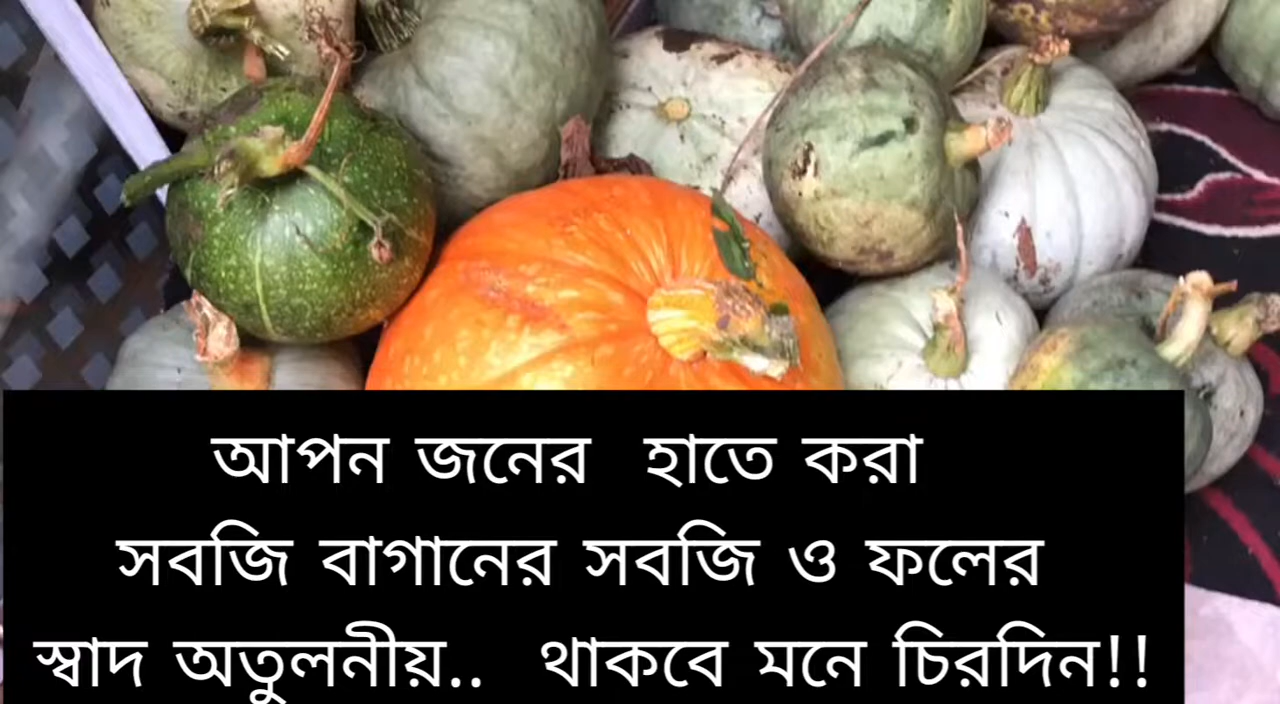 আপন জনের হাতে করা
সবজি বাগানের সবজি ও ফলের
স্বাদ অতুলনীয়.. থাকবে মনে চিরদিন!!